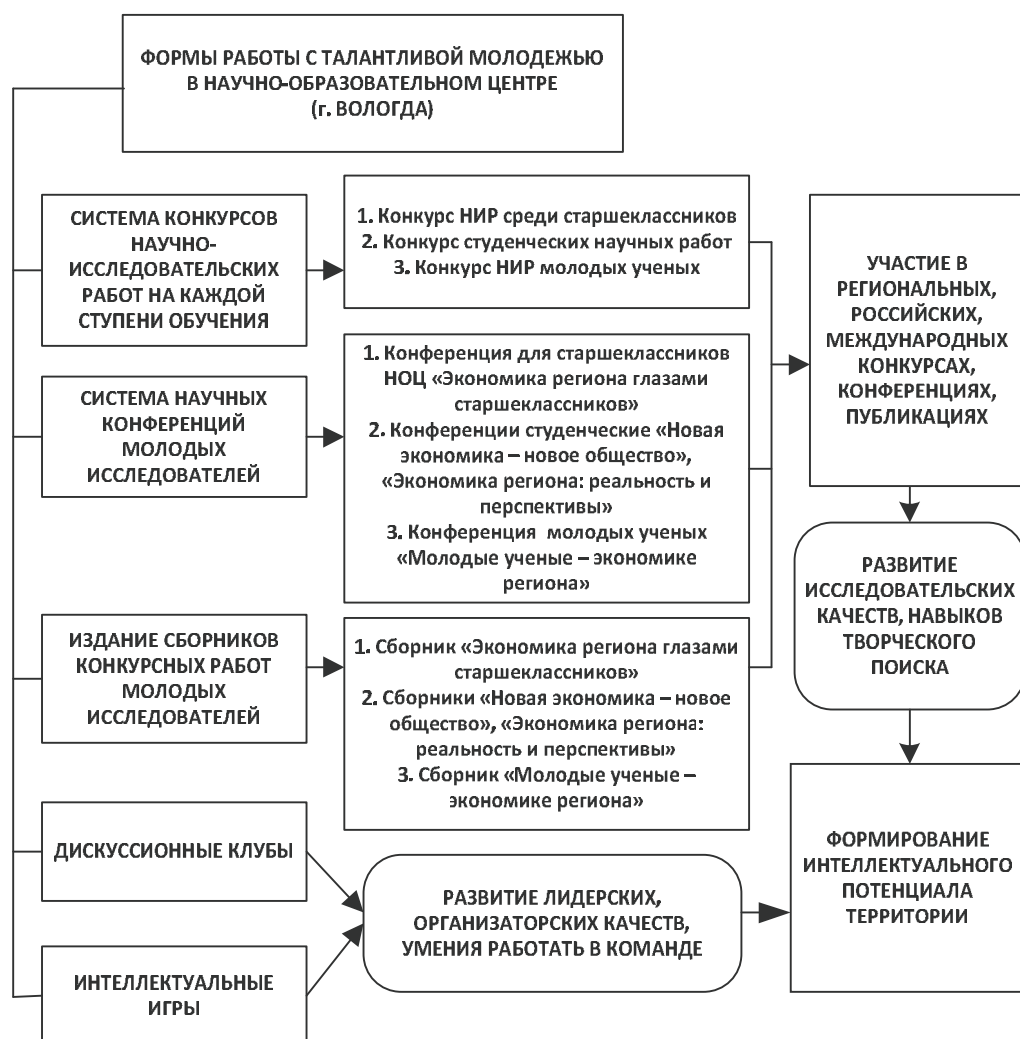 ФОРМЫ РАБОТЫ С ТАЛАНТЛИВОЙ МОЛОДЕЖЬЮ
В НАУЧНО-ОБРАЗОВАТЕЛЬНОМ ЦЕНТРЕ
(г. ВОЛОГДА)
СИСТЕМА КОНКУРСОВ
НАУЧНО-
ИССЛЕДОВАТЕЛЬСКИХ
РАБОТ НА КАЖДОЙ
СТУПЕНИ ОБУЧЕНИЯ
1. Конкурс НИР среди старшеклассников
2. Конкурс студенческих научных работ
3. Конкурс НИР молодых ученых
УЧАСТИЕ В
РЕГИОНАЛЬНЫХ,
РОССИЙСКИХ,
МЕЖДУНАРОДНЫХ
КОНКУРСАХ,
КОНФЕРЕНЦИЯХ,
ПУБЛИКАЦИЯХ
СИСТЕМА НАУЧНЫХ
КОНФЕРЕНЦИЙ
МОЛОДЫХ
ИССЛЕДОВАТЕЛЕЙ
1. Конференция для старшеклассников
НОЦ «Экономика региона глазами
старшеклассников»
2. Конференции студенческие «Новая
экономика – новое общество»,
«Экономика региона: реальность и
перспективы»
3. Конференция молодых ученых
«Молодые ученые – экономике
региона»
РАЗВИТИЕ
ИССЛЕДОВАТЕЛЬСКИХ
КАЧЕСТВ, НАВЫКОВ
ТВОРЧЕСКОГО
ПОИСКА
ИЗДАНИЕ СБОРНИКОВ
КОНКУРСНЫХ РАБОТ
МОЛОДЫХ
ИССЛЕДОВАТЕЛЕЙ
1. Сборник «Экономика региона глазами
старшеклассников»
2. Сборники «Новая экономика – новое
общество», «Экономика региона:
реальность и перспективы»
3. Сборник «Молодые ученые –
экономике региона»
ДИСКУССИОННЫЕ КЛУБЫ
ИНТЕЛЛЕКТУАЛЬНЫЕ
ИГРЫ
РАЗВИТИЕ ЛИДЕРСКИХ,
ОРГАНИЗАТОРСКИХ КАЧЕСТВ,
УМЕНИЯ РАБОТАТЬ В КОМАНДЕ
ФОРМИРОВАНИЕ
ИНТЕЛЛЕКТУАЛЬНОГО
ПОТЕНЦИАЛА
ТЕРРИТОРИИ